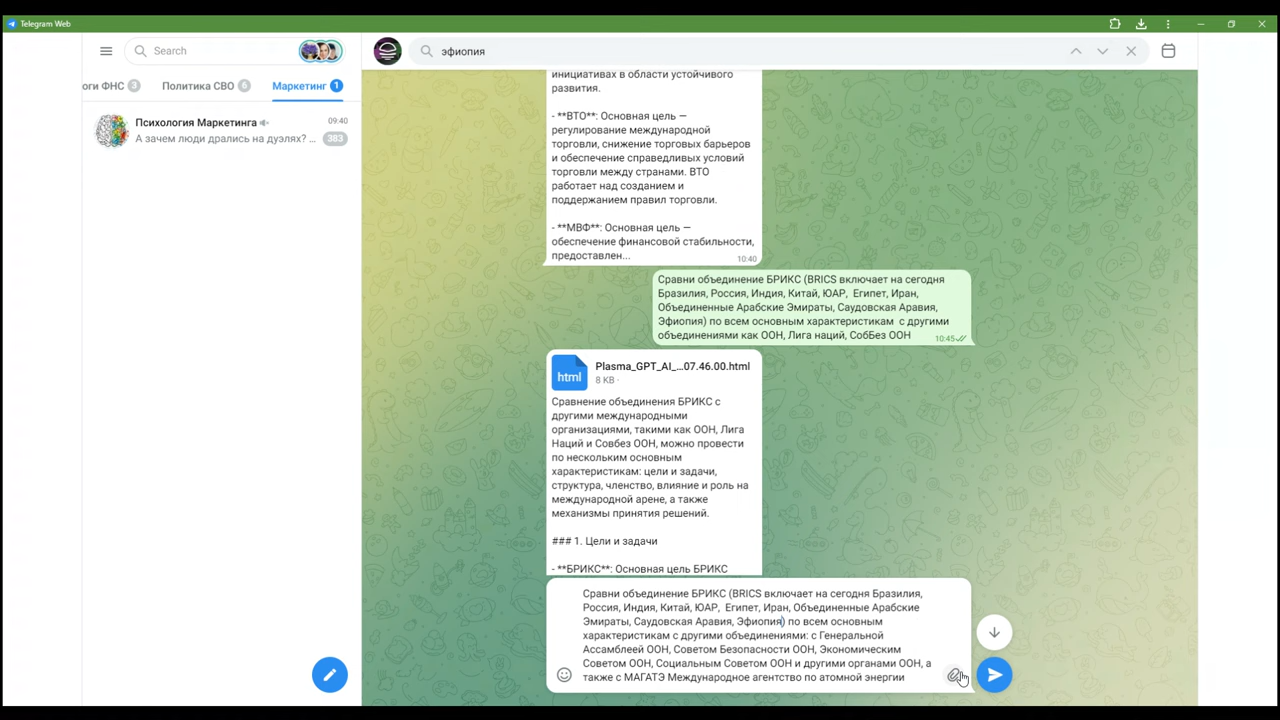 Telegram Web
Search
эфиопия
оги ФНС 3
Политика СВО 6
Маркетинг 1
Психология Маркетинга
09:40
А зачем люди дрались на дуэлях? ...
383
инициативах в области устойчивого
развития.
- **ВТО**: Основная цель —
регулирование международной
торговли, снижение торговых барьеров
и обеспечение справедливых условий
торговли между странами. ВТО
работает над созданием и
поддержанием правил торговли.
- **МВФ**: Основная цель —
обеспечение финансовой стабильности,
предоставлен...
10:40
Сравни объединение БРИКС (BRICS включает на сегодня
Бразилия, Россия, Индия, Китай, ЮАР, Египет, Иран,
Объединенные Арабские Эмираты, Саудовская Аравия,
Эфиопия) по всем основным характеристикам с другими
объединениями как ООН, Лига наций, СобБез ООН
10:45
html
Plasma_GPT_AI_...07.46.00.html
8 KB ·
Сравнение объединения БРИКС с
другими международными
организациями, такими как ООН, Лига
Наций и Совбез ООН, можно провести
по нескольким основным
характеристикам: цели и задачи,
структура, членство, влияние и роль на
международной арене, а также
механизмы принятия решений.
### 1. Цели и задачи
- **БРИКС**: Основная цель БРИКС
Сравни объединение БРИКС (BRICS включает на сегодня Бразилия,
Россия, Индия, Китай, ЮАР, Египет, Иран, Объединенные Арабские
Эмираты, Саудовская Аравия, Эфиопия) по всем основным
характеристикам с другими объединениями: с Генеральной
Ассамблеей ООН, Советом Безопасности ООН, Экономическим
Советом ООН, Социальным Советом ООН и другими органами ООН, а
также с МАГАТЭ Международное агентство по атомной энергии